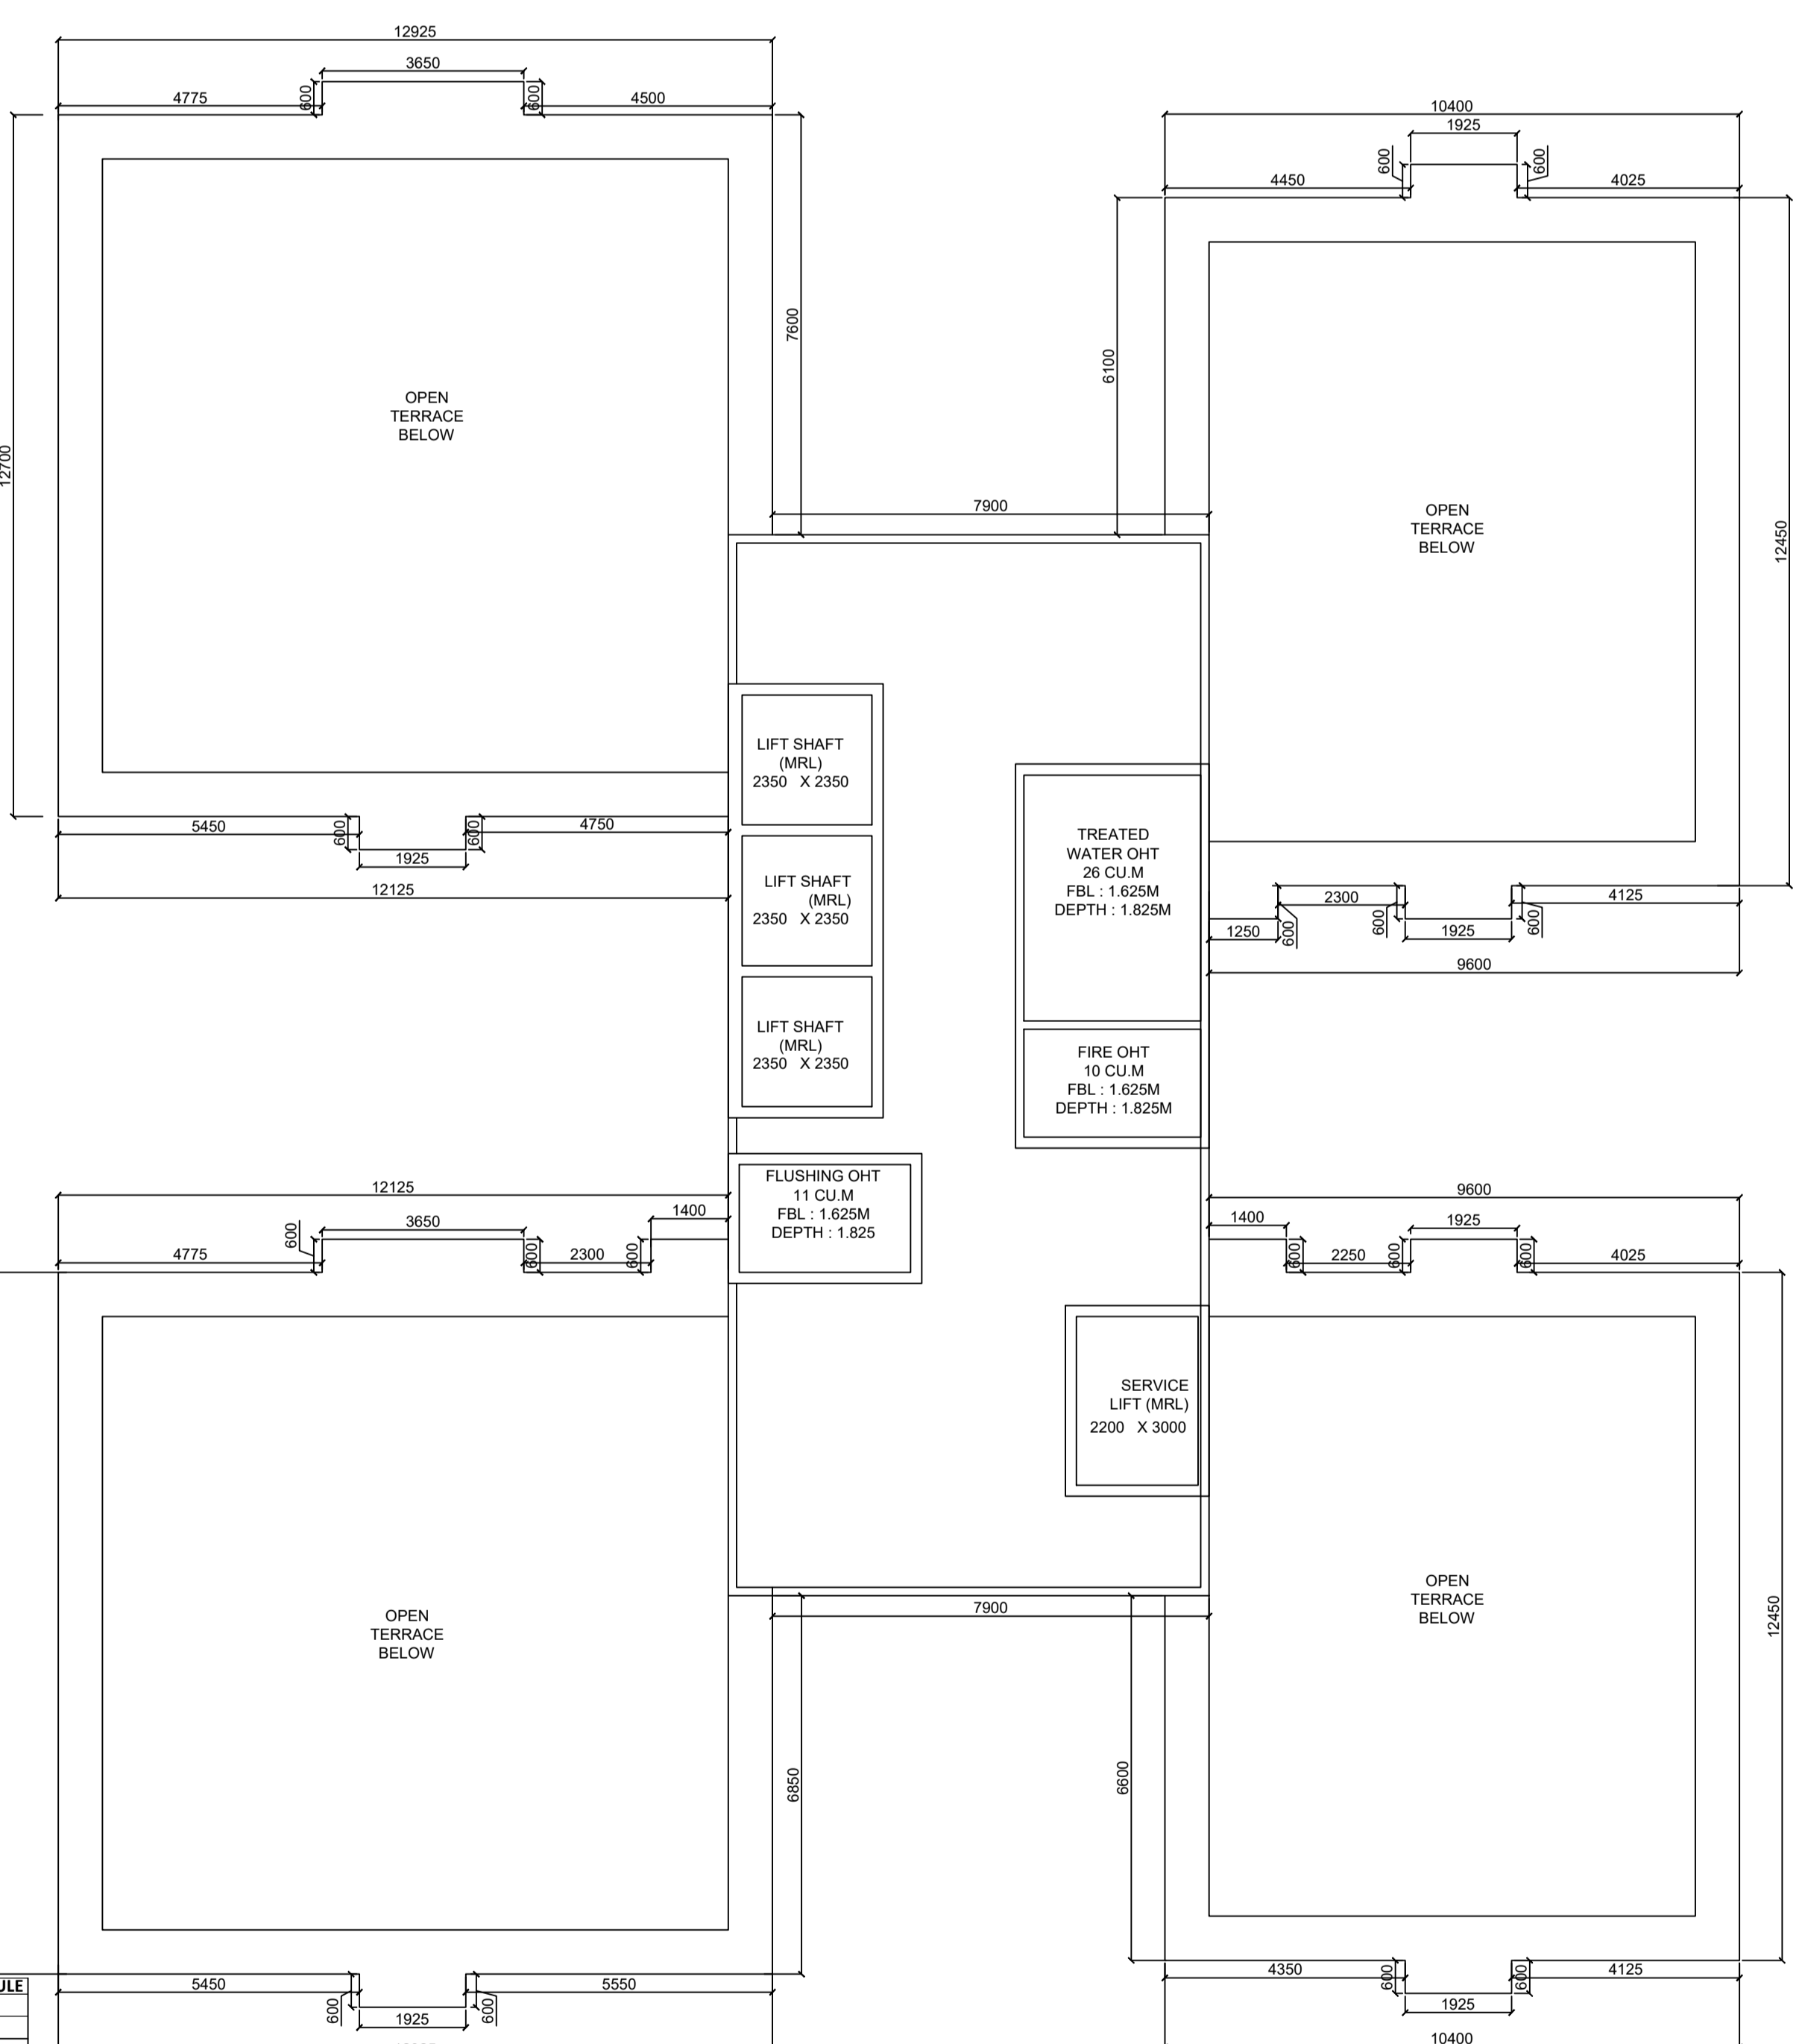 12925
3650
600
600
4775
4500
10400
1925
600
600
4450
4025
12700
7600
6100
12450
OPEN
TERRACE
BELOW
OPEN
TERRACE
BELOW
7900
LIFT SHAFT
(MRL)
2350 X 2350
5450
600
600
4750
1925
12125
LIFT SHAFT
(MRL)
2350 X 2350
TREATED
WATER OHT
26 CU.M
FBL : 1.625M
DEPTH : 1.825M
2300
4125
1250
600
600
1925
600
9600
LIFT SHAFT
(MRL)
2350 X 2350
FIRE OHT
10 CU.M
FBL : 1.625M
DEPTH : 1.825M
FLUSHING OHT
11 CU.M
FBL : 1.625M
DEPTH : 1.825
12125
3650
1400
600
4775
600
2300
600
9600
1400
1925
600
2250
600
600
4025
SERVICE
LIFT (MRL)
2200 X 3000
OPEN
TERRACE
BELOW
OPEN
TERRACE
BELOW
7900
12450
6850
6600
ULE
5450
5550
600
1925
600
4350
600
600
4125
1925
10400